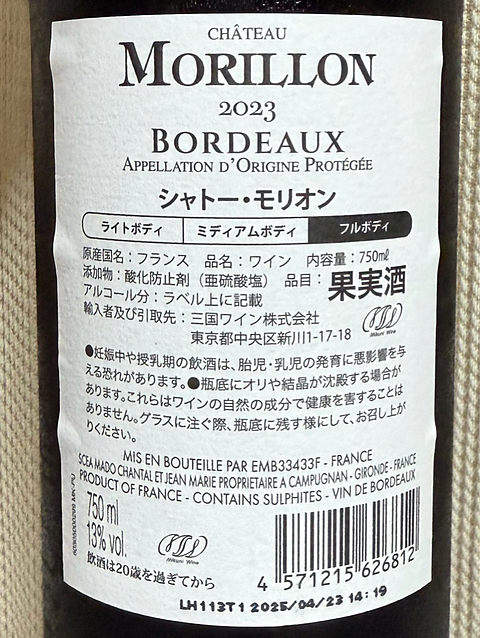 CHÂTEAU
MORILLON
2023
BORDEAUX
APPELLATION D'ORIGINE PROTÉGÉE
シャトー・モリオン
ライトボディ ミディアムボディ フルボディ
原産国名：フランス 品名：ワイン 内容量：750㎖
添加物：酸化防止剤（亜硫酸塩） 品目：果実酒
アルコール分：ラベル上に記載
輸入者及び引取先：三国ワイン株式会社
東京都中央区新川1-17-18
Mikuni Wine
●妊娠中や授乳期の飲酒は、胎児・乳児の発育に悪影響を与
える恐れがあります。●瓶底にオリや結晶が沈殿する場合が
あります。これらはワインの自然の成分で健康を害することは
ありません。グラスに注ぐ際、瓶底に残す様にして、お召し上が
りください。
MIS EN BOUTEILLE PAR EMB33433F - FRANCE
SCEA MADO CHANTAL ET JEAN MARIE PROPRIETAIRE A CAMPUGNAN - GIRONDE - FRANCE
PRODUCT OF FRANCE - CONTAINS SULPHITES - VIN DE BORDEAUX
750 ml
13% vol.
Mikuni Wine
飲酒は20歳を過ぎてから
4 571215 626812
LH113T1 2025/04/23 14:19